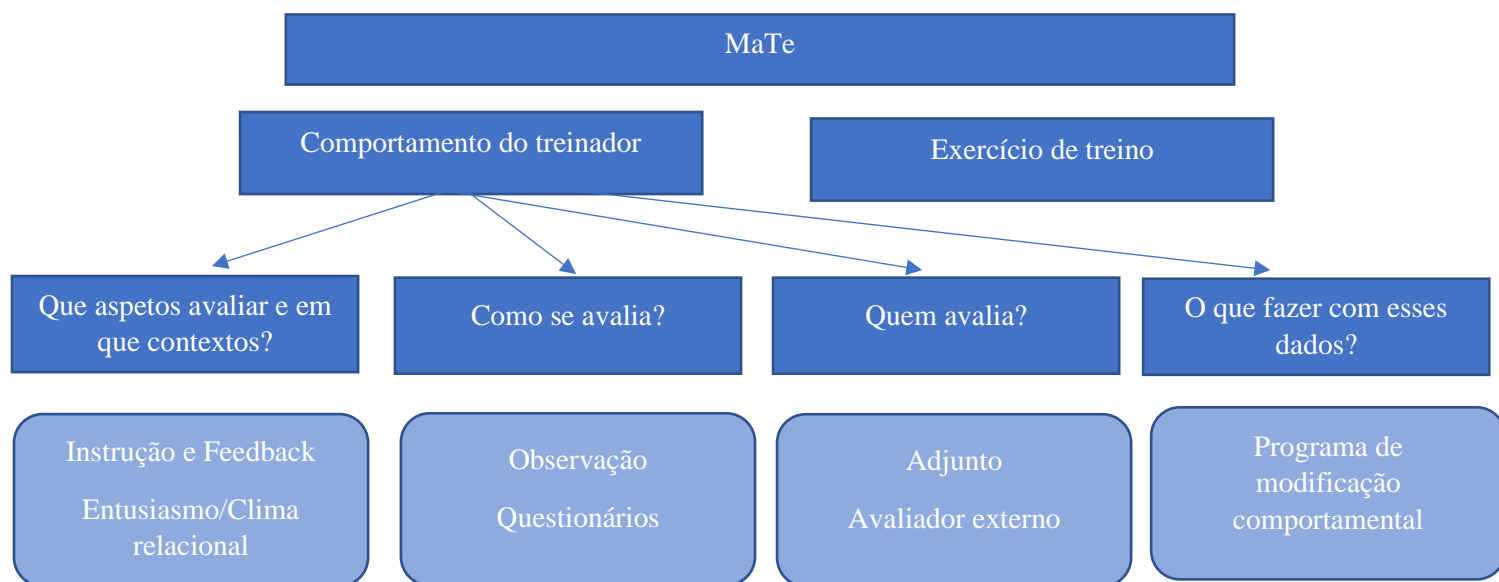 MaTe
Comportamento do treinador
Exercício de treino
Que aspetos avaliar e em
que contextos?
Como se avalia?
Quem avalia?
O que fazer com esses
dados?
Instrução e Feedback
Entusiasmo/Clima
relacional
Observação
Questionários
Adjunto
Avaliador externo
Programa de
modificação
comportamental